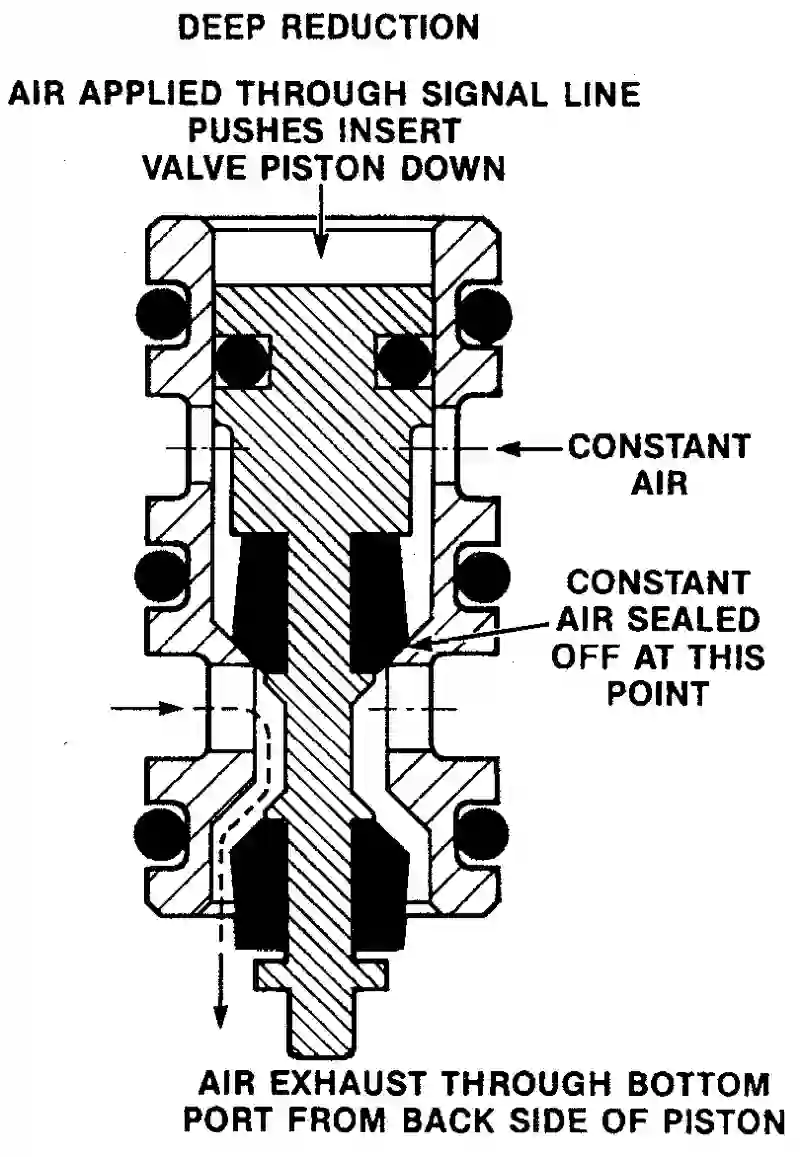 DEEP REDUCTION
AIR APPLIED THROUGH SIGNAL LINE
PUSHES INSERT
VALVE PISTON DOWN
CONSTANT
AIR
CONSTANT
AIR SEALED
OFF AT THIS
POINT
AIR EXHAUST THROUGH BOTTOM
PORT FROM BACK SIDE OF PISTON